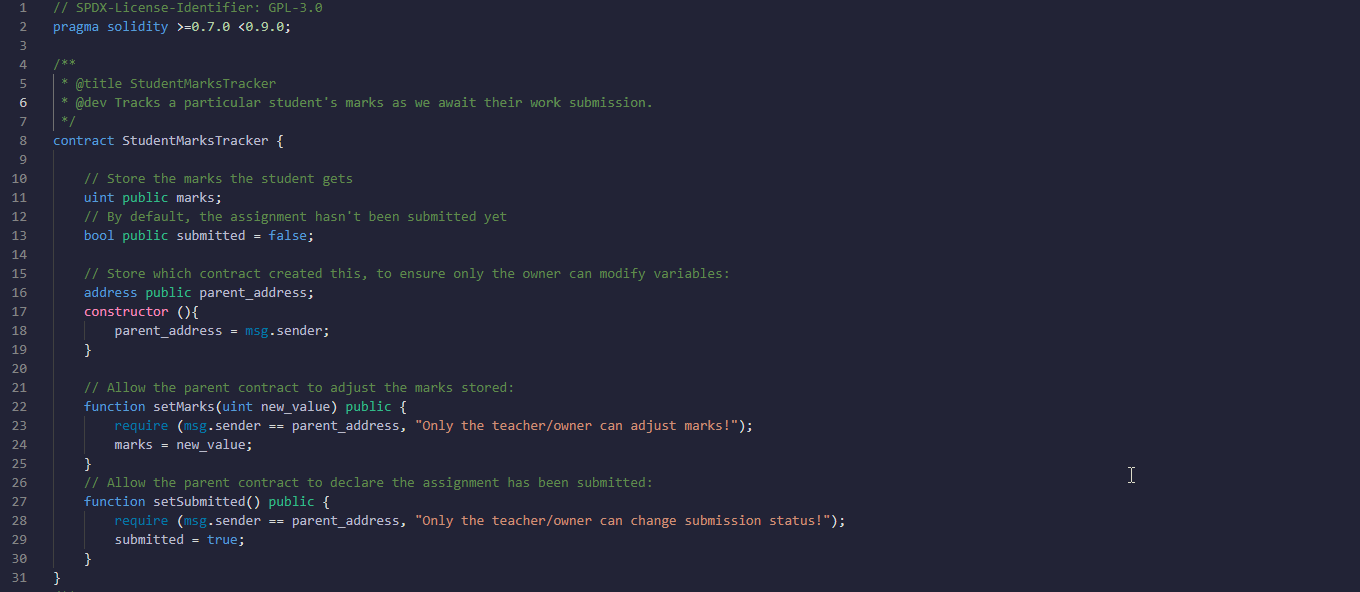 1 // SPDX-License-Identifier: GPL-3.0
2 pragma solidity >=0.7.0 <0.9.0;
3
4 /**
5  * @title StudentMarksTracker
6  * @dev Tracks a particular student's marks as we await their work submission.
7  */
8 contract StudentMarksTracker {
9
10     // Store the marks the student gets
11     uint public marks;
12     // By default, the assignment hasn't been submitted yet
13     bool public submitted = false;
14
15     // Store which contract created this, to ensure only the owner can modify variables:
16     address public parent_address;
17     constructor (){
18         parent_address = msg.sender;
19     }
20
21     // Allow the parent contract to adjust the marks stored:
22     function setMarks(uint new_value) public {
23         require (msg.sender == parent_address, "Only the teacher/owner can adjust marks!");
24         marks = new_value;
25     }
26     // Allow the parent contract to declare the assignment has been submitted:
27     function setSubmitted() public {
28         require (msg.sender == parent_address, "Only the teacher/owner can change submission status!");
29         submitted = true;
30     }
31 }